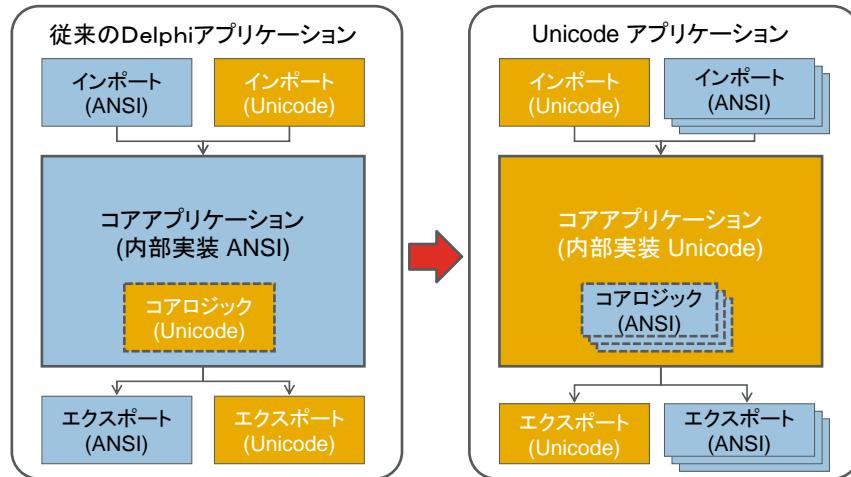 従来のDelphiアプリケーション
インポート
(ANSI)
インポート
(Unicode)
コアアプリケーション
(内部実装 ANSI)
コアロジック
(Unicode)
エクスポート
(ANSI)
エクスポート
(Unicode)
Unicode アプリケーション
インポート
(Unicode)
インポート
(ANSI)
コアアプリケーション
(内部実装 Unicode)
コアロジック
(ANSI)
エクスポート
(Unicode)
エクスポート
(ANSI)